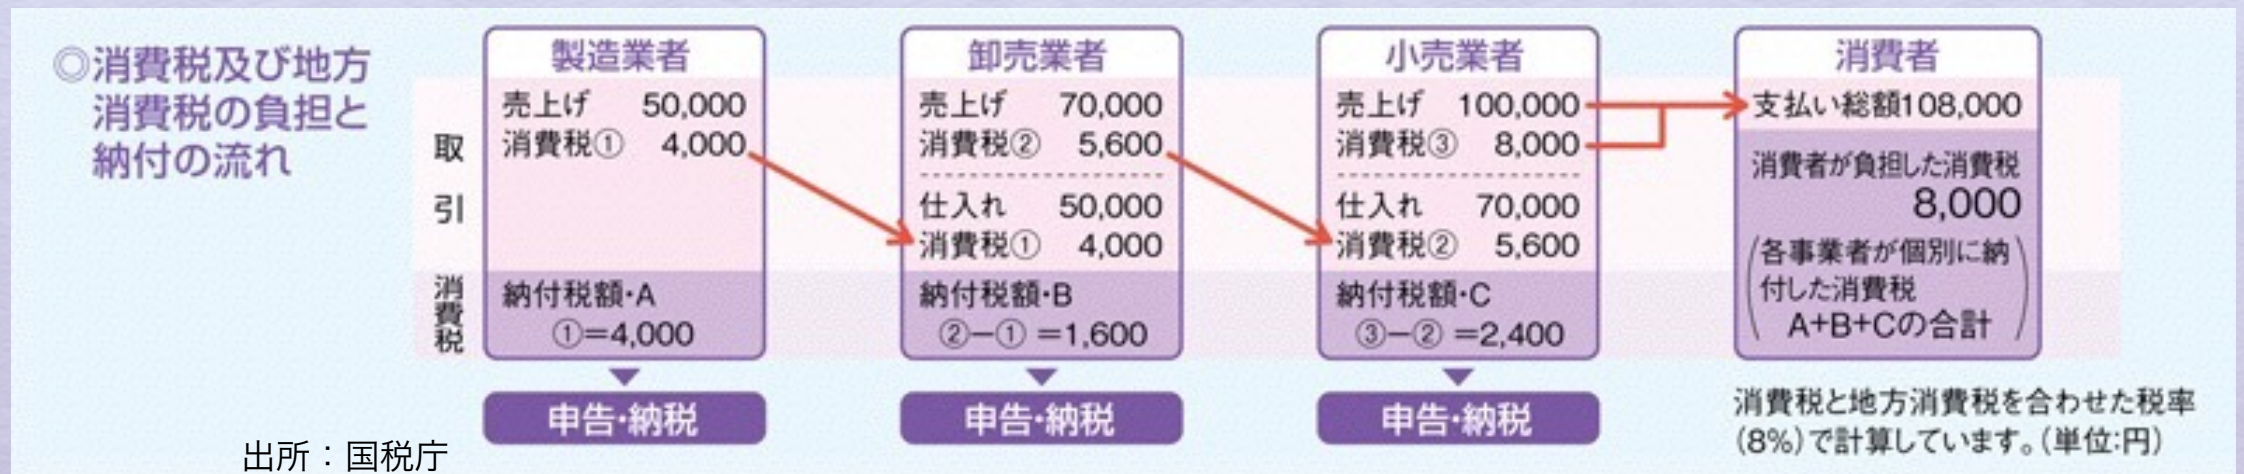 ◎消費税及び地方
消費税の負担と
納付の流れ
取引
消費税
製造業者
売上げ 50,000
消費税① 4,000
納付税額・A
①=4,000
申告・納税
卸売業者
売上げ 70,000
消費税② 5,600
仕入れ 50,000
消費税① 4,000
納付税額・B
②−① =1,600
申告・納税
小売業者
売上げ 100,000
消費税③ 8,000
仕入れ 70,000
消費税② 5,600
納付税額・C
③−② =2,400
申告・納税
消費者
支払い総額108,000
消費者が負担した消費税
8,000
(各事業者が個別に納
付した消費税
A+B+Cの合計)
消費税と地方消費税を合わせた税率
(8%)で計算しています。(単位:円)
出所：国税庁